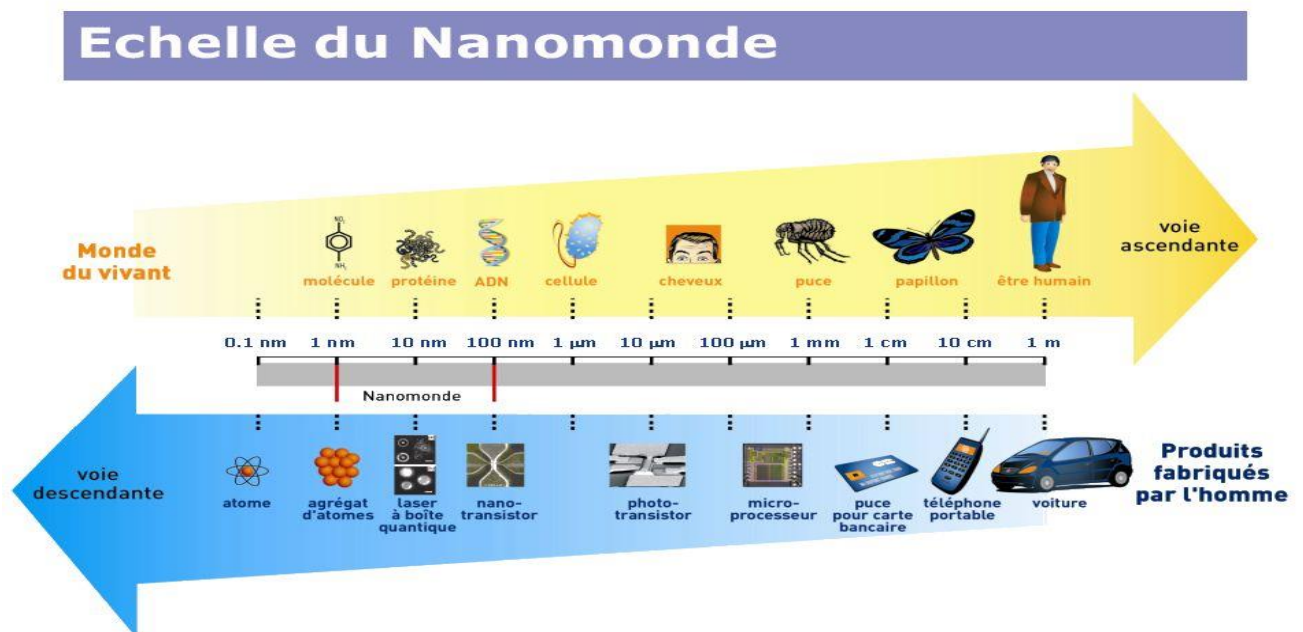 Echelle du Nanomonde
Monde
du vivant
NO₂
NH₂
molécule protéine ADN cellule cheveux puce papillon être humain
voie
ascendante
0.1 nm 1 nm 10 nm 100 nm 1 µm 10 µm 100 µm 1 mm 1 cm 10 cm 1 m
Nanomonde
voie
descendante
atome
agrégat
d'atomes
laser
à boîte
quantique
nano-
transistor
photo-
transistor
micro-
processeur
puce
pour carte
bancaire
téléphone
portable
voiture
Produits
fabriqués
par l'homme